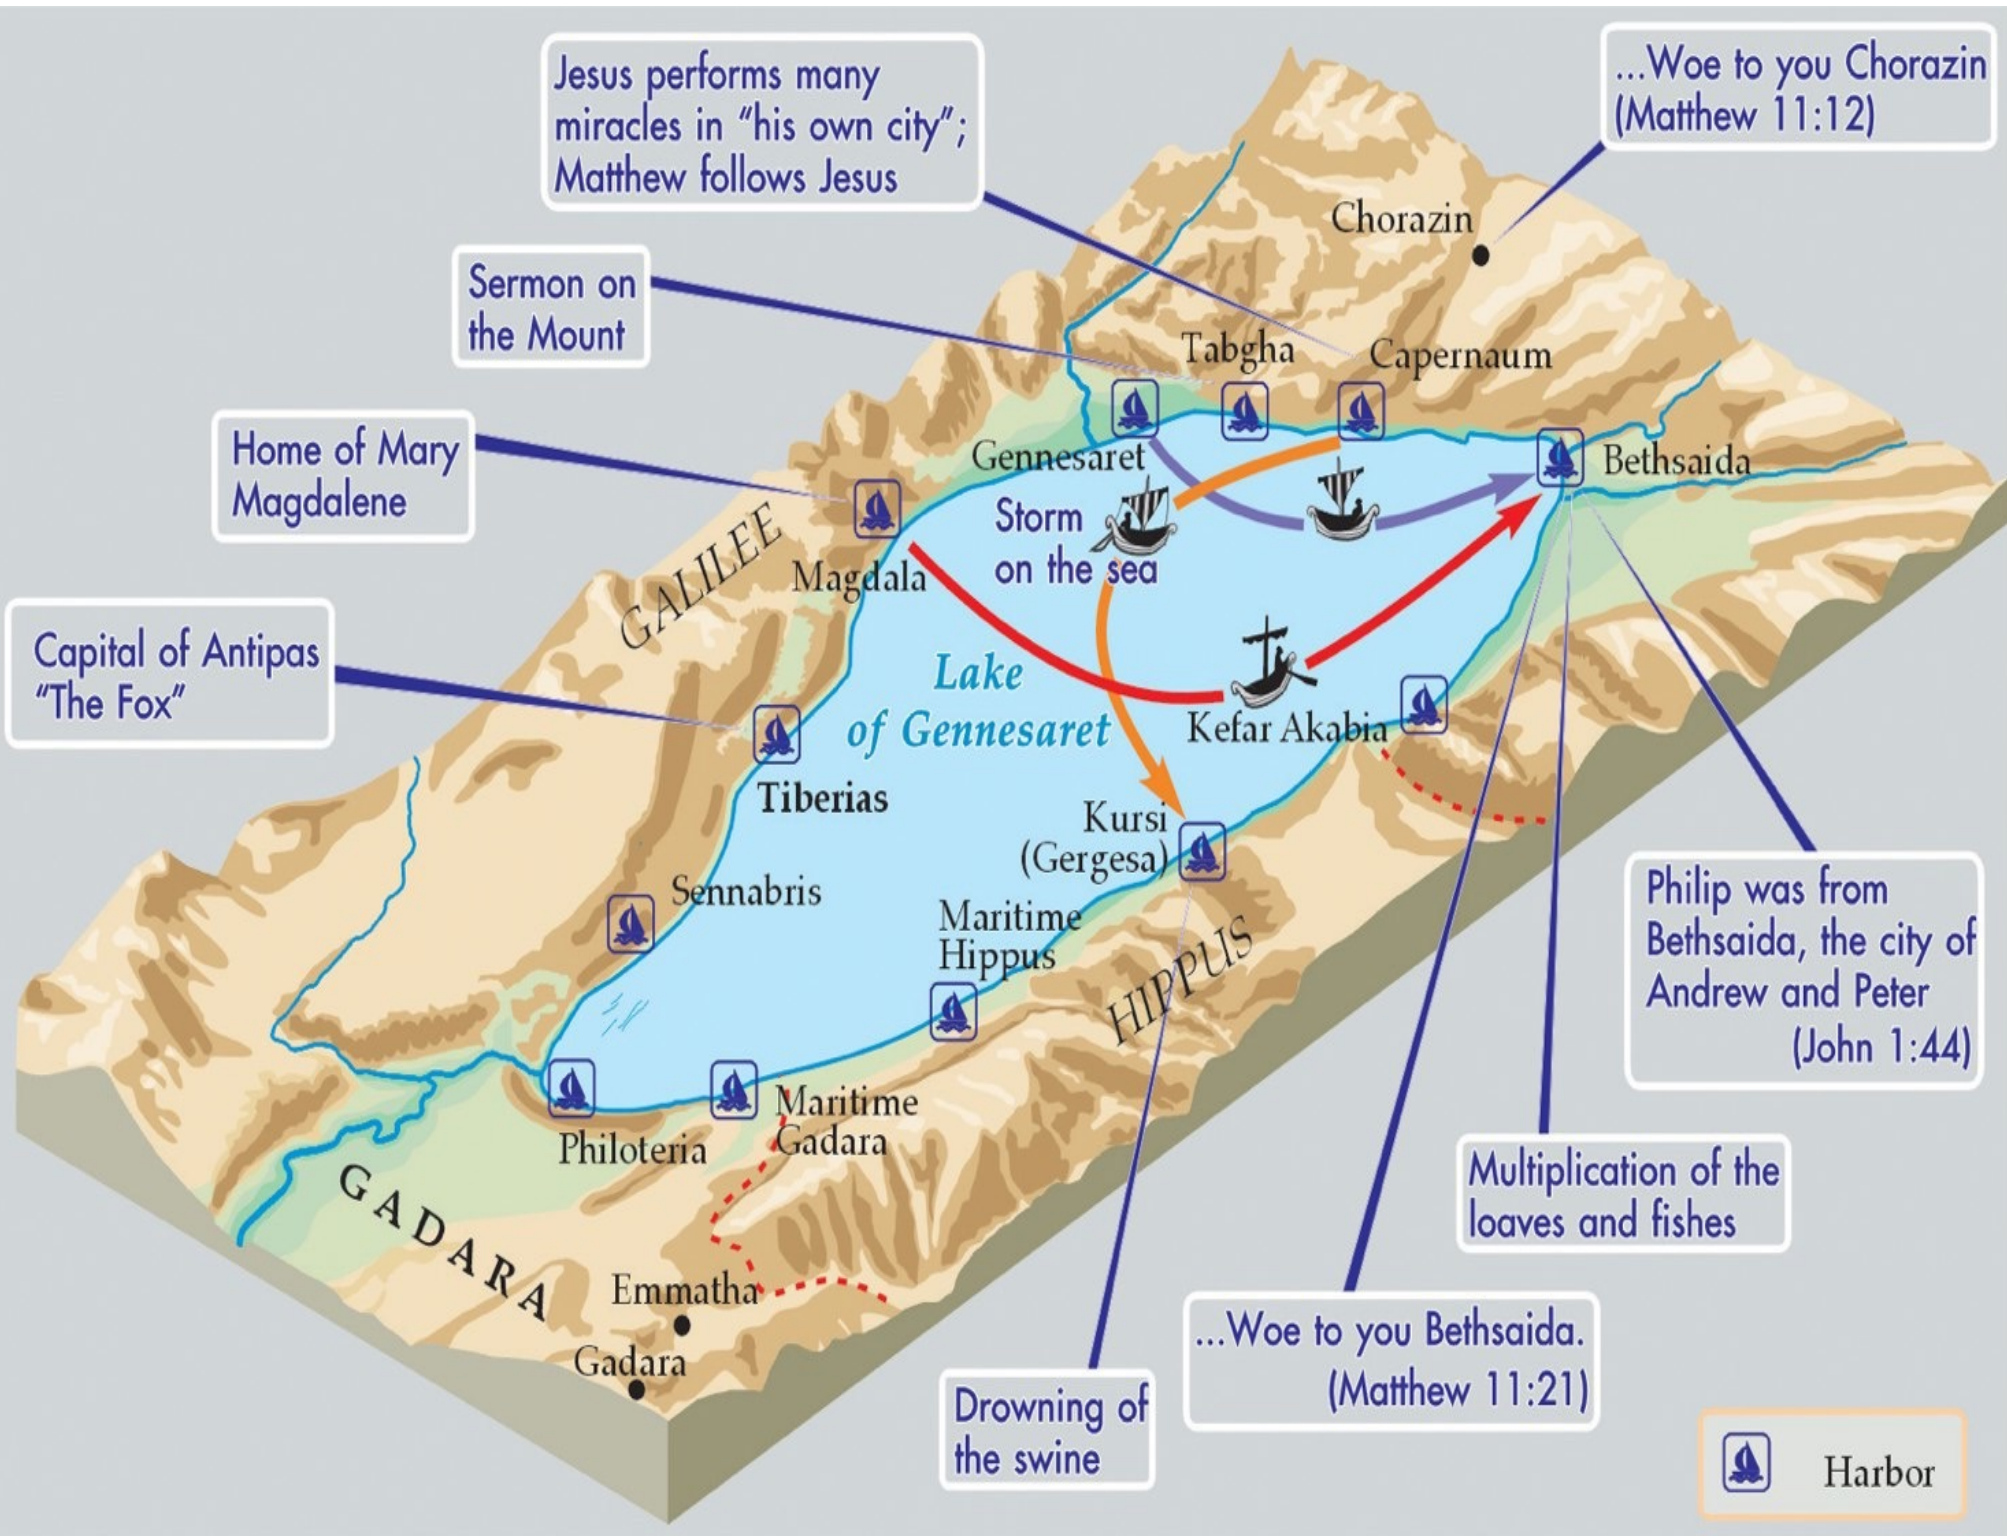 Jesus performs many
miracles in “his own city”;
Matthew follows Jesus
...Woe to you Chorazin
(Matthew 11:12)
Chorazin
Sermon on
the Mount
Tabgha
Capernaum
Home of Mary
Magdalene
Gennesaret
Bethsaida
Storm
on the sea
GALILEE
Magdala
Capital of Antipas
“The Fox”
Lake
of Gennesaret
Kefar Akabia
Tiberias
Kursi
(Gergesa)
Sennabris
Maritime
Hippus
HIPPUS
Philip was from
Bethsaida, the city of
Andrew and Peter
(John 1:44)
Maritime
Gadara
Philoteria
GADARA
Multiplication of the
loaves and fishes
Emmatha
Gadara
...Woe to you Bethsaida.
(Matthew 11:21)
Drowning of
the swine
Harbor